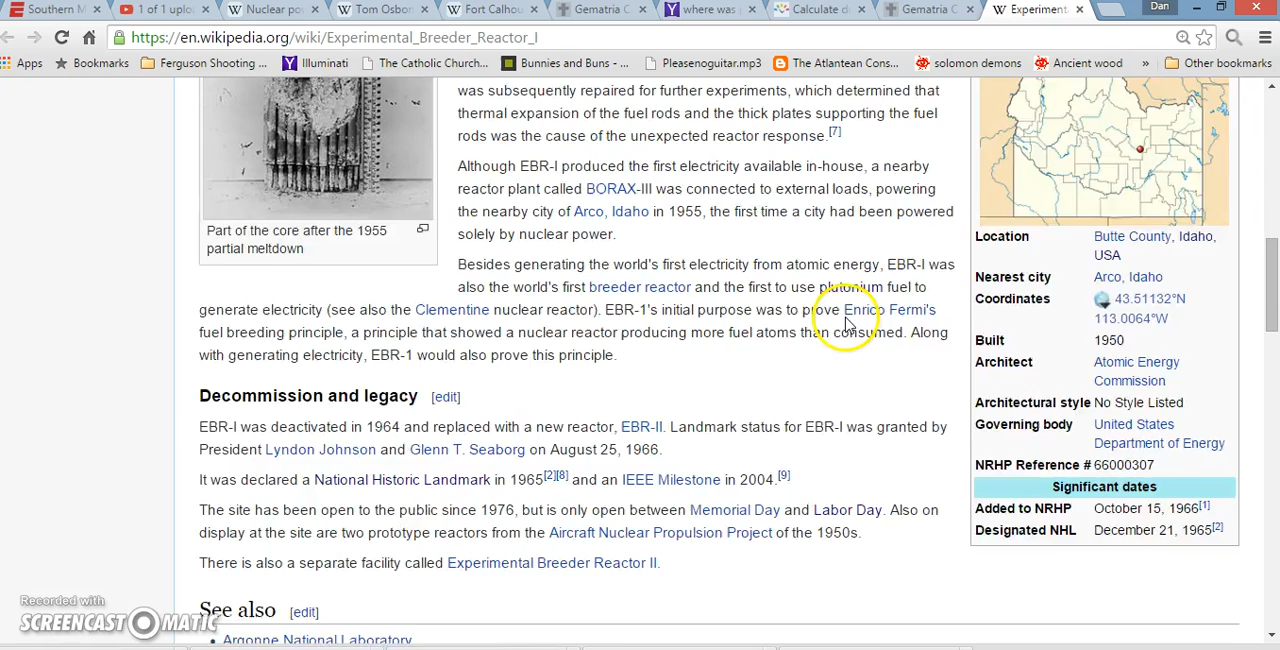 Southern M
1 of 1 uplo
Nuclear po
Tom Osbor
Fort Calhou
Gematria C
where was
Calculate d
Gematria C
Experiment
Dan
https://en.wikipedia.org/wiki/Experimental_Breeder_Reactor_I
Apps
Bookmarks
Ferguson Shooting ...
Illuminati
The Catholic Church...
Bunnies and Buns - ...
Pleasenoguitar.mp3
The Atlantean Cons...
solomon demons
Ancient wood
»
Other bookmarks
was subsequently repaired for further experiments, which determined that
thermal expansion of the fuel rods and the thick plates supporting the fuel
rods was the cause of the unexpected reactor response.[7]
Although EBR-I produced the first electricity available in-house, a nearby
reactor plant called BORAX-III was connected to external loads, powering
the nearby city of Arco, Idaho in 1955, the first time a city had been powered
solely by nuclear power.
Part of the core after the 1955
partial meltdown
Besides generating the world's first electricity from atomic energy, EBR-I was
also the world's first breeder reactor and the first to use plutonium fuel to
generate electricity (see also the Clementine nuclear reactor). EBR-1's initial purpose was to prove Enrico Fermi's
fuel breeding principle, a principle that showed a nuclear reactor producing more fuel atoms than consumed. Along
with generating electricity, EBR-1 would also prove this principle.
Decommission and legacy [edit]
EBR-I was deactivated in 1964 and replaced with a new reactor, EBR-II. Landmark status for EBR-I was granted by
President Lyndon Johnson and Glenn T. Seaborg on August 25, 1966.
It was declared a National Historic Landmark in 1965[2][8] and an IEEE Milestone in 2004.[9]
The site has been open to the public since 1976, but is only open between Memorial Day and Labor Day. Also on
display at the site are two prototype reactors from the Aircraft Nuclear Propulsion Project of the 1950s.
There is also a separate facility called Experimental Breeder Reactor II.
See also [edit]
Argonne National Laboratory
Location Butte County, Idaho,
USA
Nearest city Arco, Idaho
Coordinates 43.51132°N
113.0064°W
Built 1950
Architect Atomic Energy
Commission
Architectural style No Style Listed
Governing body United States
Department of Energy
NRHP Reference # 66000307
Significant dates
Added to NRHP October 15, 1966[1]
Designated NHL December 21, 1965[2]
Recorded with
SCREENCAST-O-MATIC